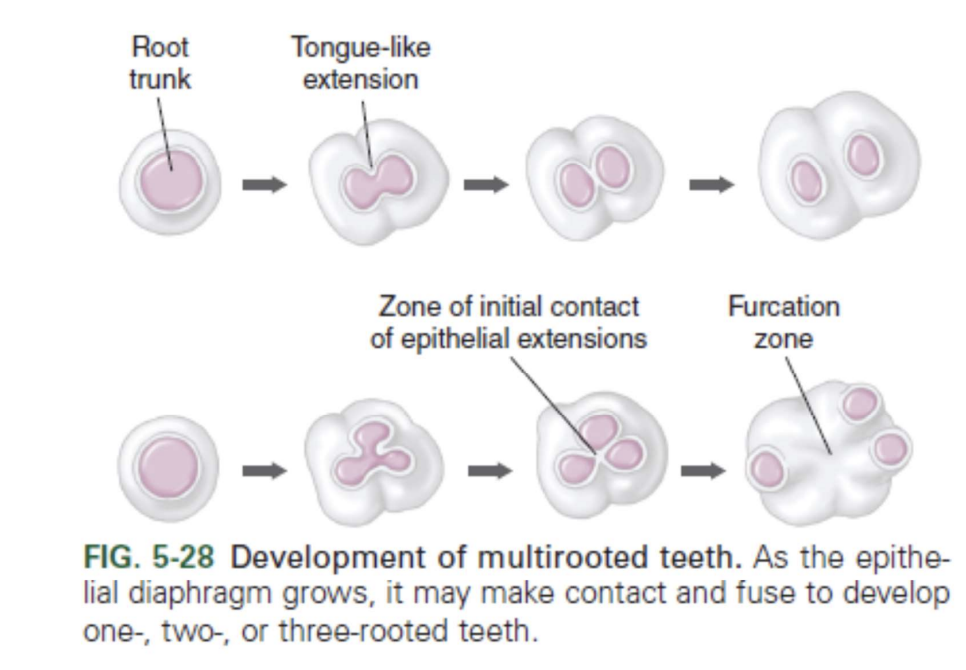 Root
trunk
Tongue-like
extension
Zone of initial contact
of epithelial extensions
Furcation
zone
FIG. 5-28 Development of multirooted teeth. As the epithe-
lial diaphragm grows, it may make contact and fuse to develop
one-, two-, or three-rooted teeth.